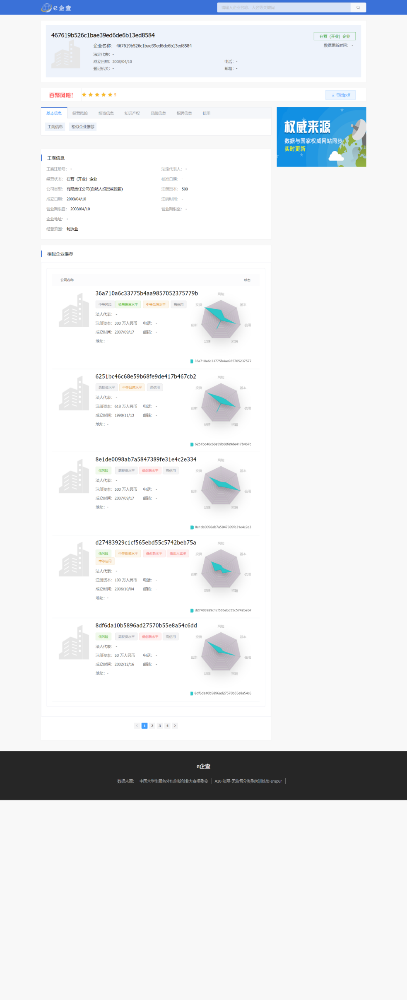 e企查
请输入企业名称、人名等关键词
467619b526c1bae39ed6de6b13ed8584
在营（开业）企业
企业名称： 467619b526c1bae39ed6de6b13ed8584
数据更新时间： -
法定代表：-
成立日期：2003/04/10 电话：-
登记机关：- 邮箱：-
百聚风险！ 5 导出pdf
基本信息 经营风险 投资信息 知识产权 品牌信息 招聘信息 信用
工商信息 相似企业推荐
权威来源
数据与国家权威网站同步
实时更新
工商信息
工商注册号： - 法定代表人： -
经营状态： 在营（开业）企业 核准日期： -
公司类型： 有限责任公司(自然人投资或控股) 注册资本： 500
成立日期： 2003/04/10 注销时间： -
营业期限自： 2003/04/10 营业期限至： -
企业地址： -
经营范围： 制造业
相似企业推荐
公司名称 状态
36a710a6c33775b4aa9857052375779b
中等风险 极高投资水平 中等品牌水平 高信用
法人代表： -
注册资本：300 万人民币 电话： -
成立时间：2007/09/17 邮箱： -
地址：-
风险
投资 基本
创新 信用
品牌 招聘
36a710a6c33775b4aa985705237577
6251bc46c68e59b68fe9de417b467cb2
高投资水平 中等品牌水平 高信用
法人代表： -
注册资本：618 万人民币 电话： -
成立时间：1998/11/13 邮箱： -
地址：-
风险
投资 基本
创新 信用
品牌 招聘
6251bc46c68e59b68fe9de417b467c
8e1de0098ab7a5847389fe31e4c2e334
低风险 高投资水平 低创新水平 高信用
法人代表： -
注册资本：500 万人民币 电话： -
成立时间：2007/09/17 邮箱： -
地址：-
风险
投资 基本
创新 信用
品牌 招聘
8e1de0098ab7a5847389fe31e4c2e3
d27483929c1cf565ebd55c5742beb75a
低风险 中等投资水平 低创新水平 低用人需求
中等信用
法人代表： -
注册资本：100 万人民币 电话： -
成立时间：2006/10/04 邮箱： -
地址：-
风险
投资 基本
创新 信用
品牌 招聘
d27483929c1cf565ebd55c5742beb7
8df6da10b5896ad27570b55e8a54c6dd
低风险 高投资水平 低创新水平 高信用
法人代表： -
注册资本：50 万人民币 电话： -
成立时间：2002/12/16 邮箱： -
地址：-
风险
投资 基本
创新 信用
品牌 招聘
8df6da10b5896ad27570b55e8a54c6
1 2 3 4
e企查
数据来源： 中国大学生服务外包创新创业大赛组委会 A10-浪潮-无监督分类系统训练集-Inspur